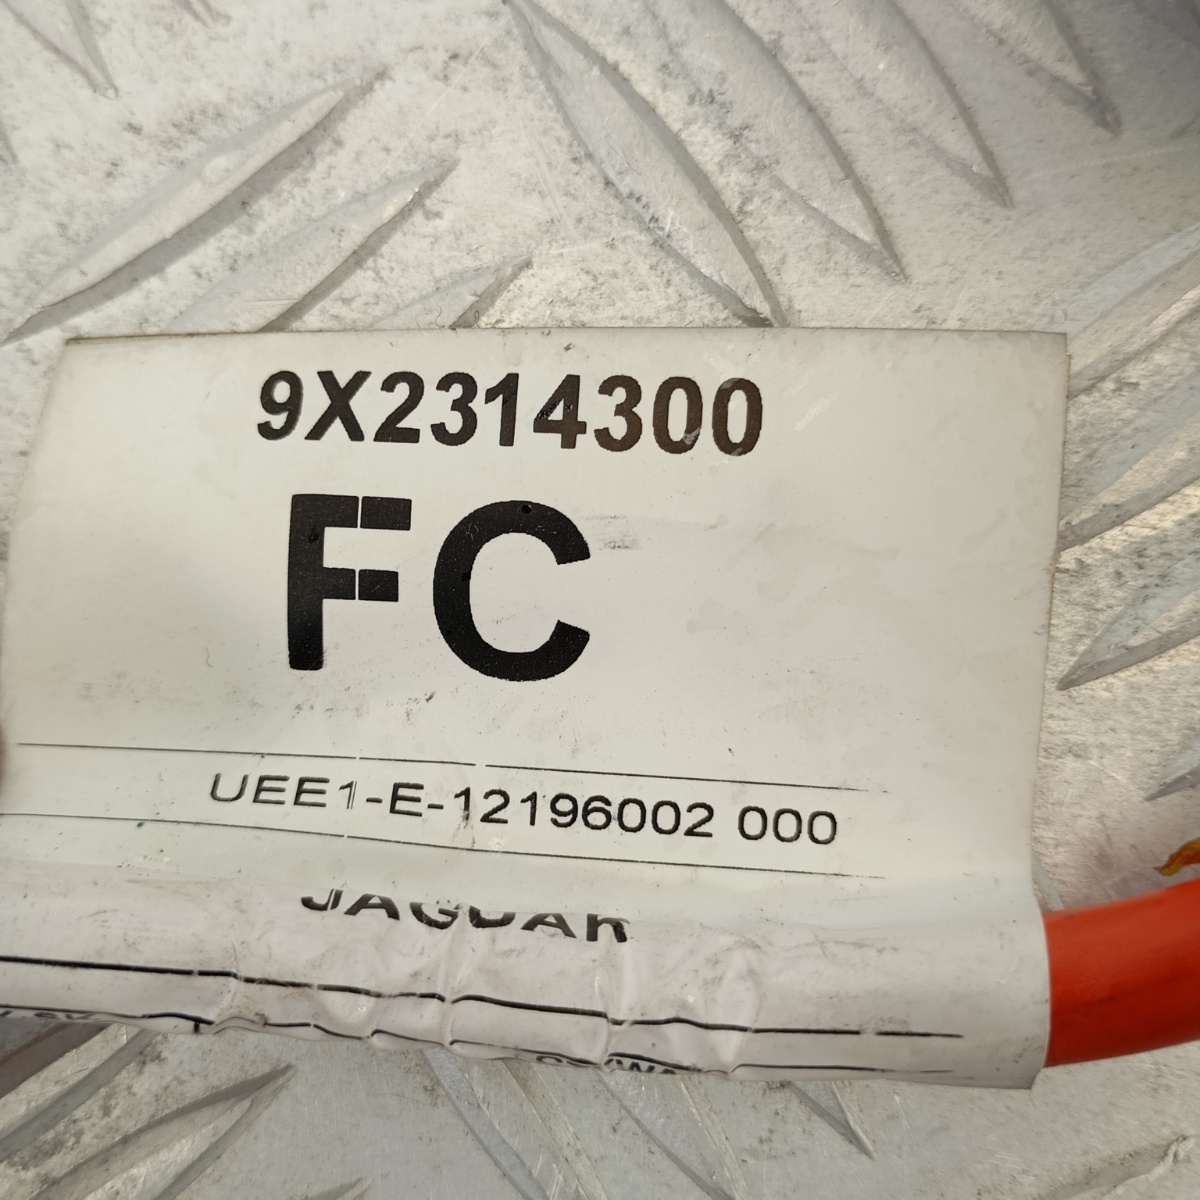 9X2314300
FC
UEE1-E-12196002 000
JAGUAR